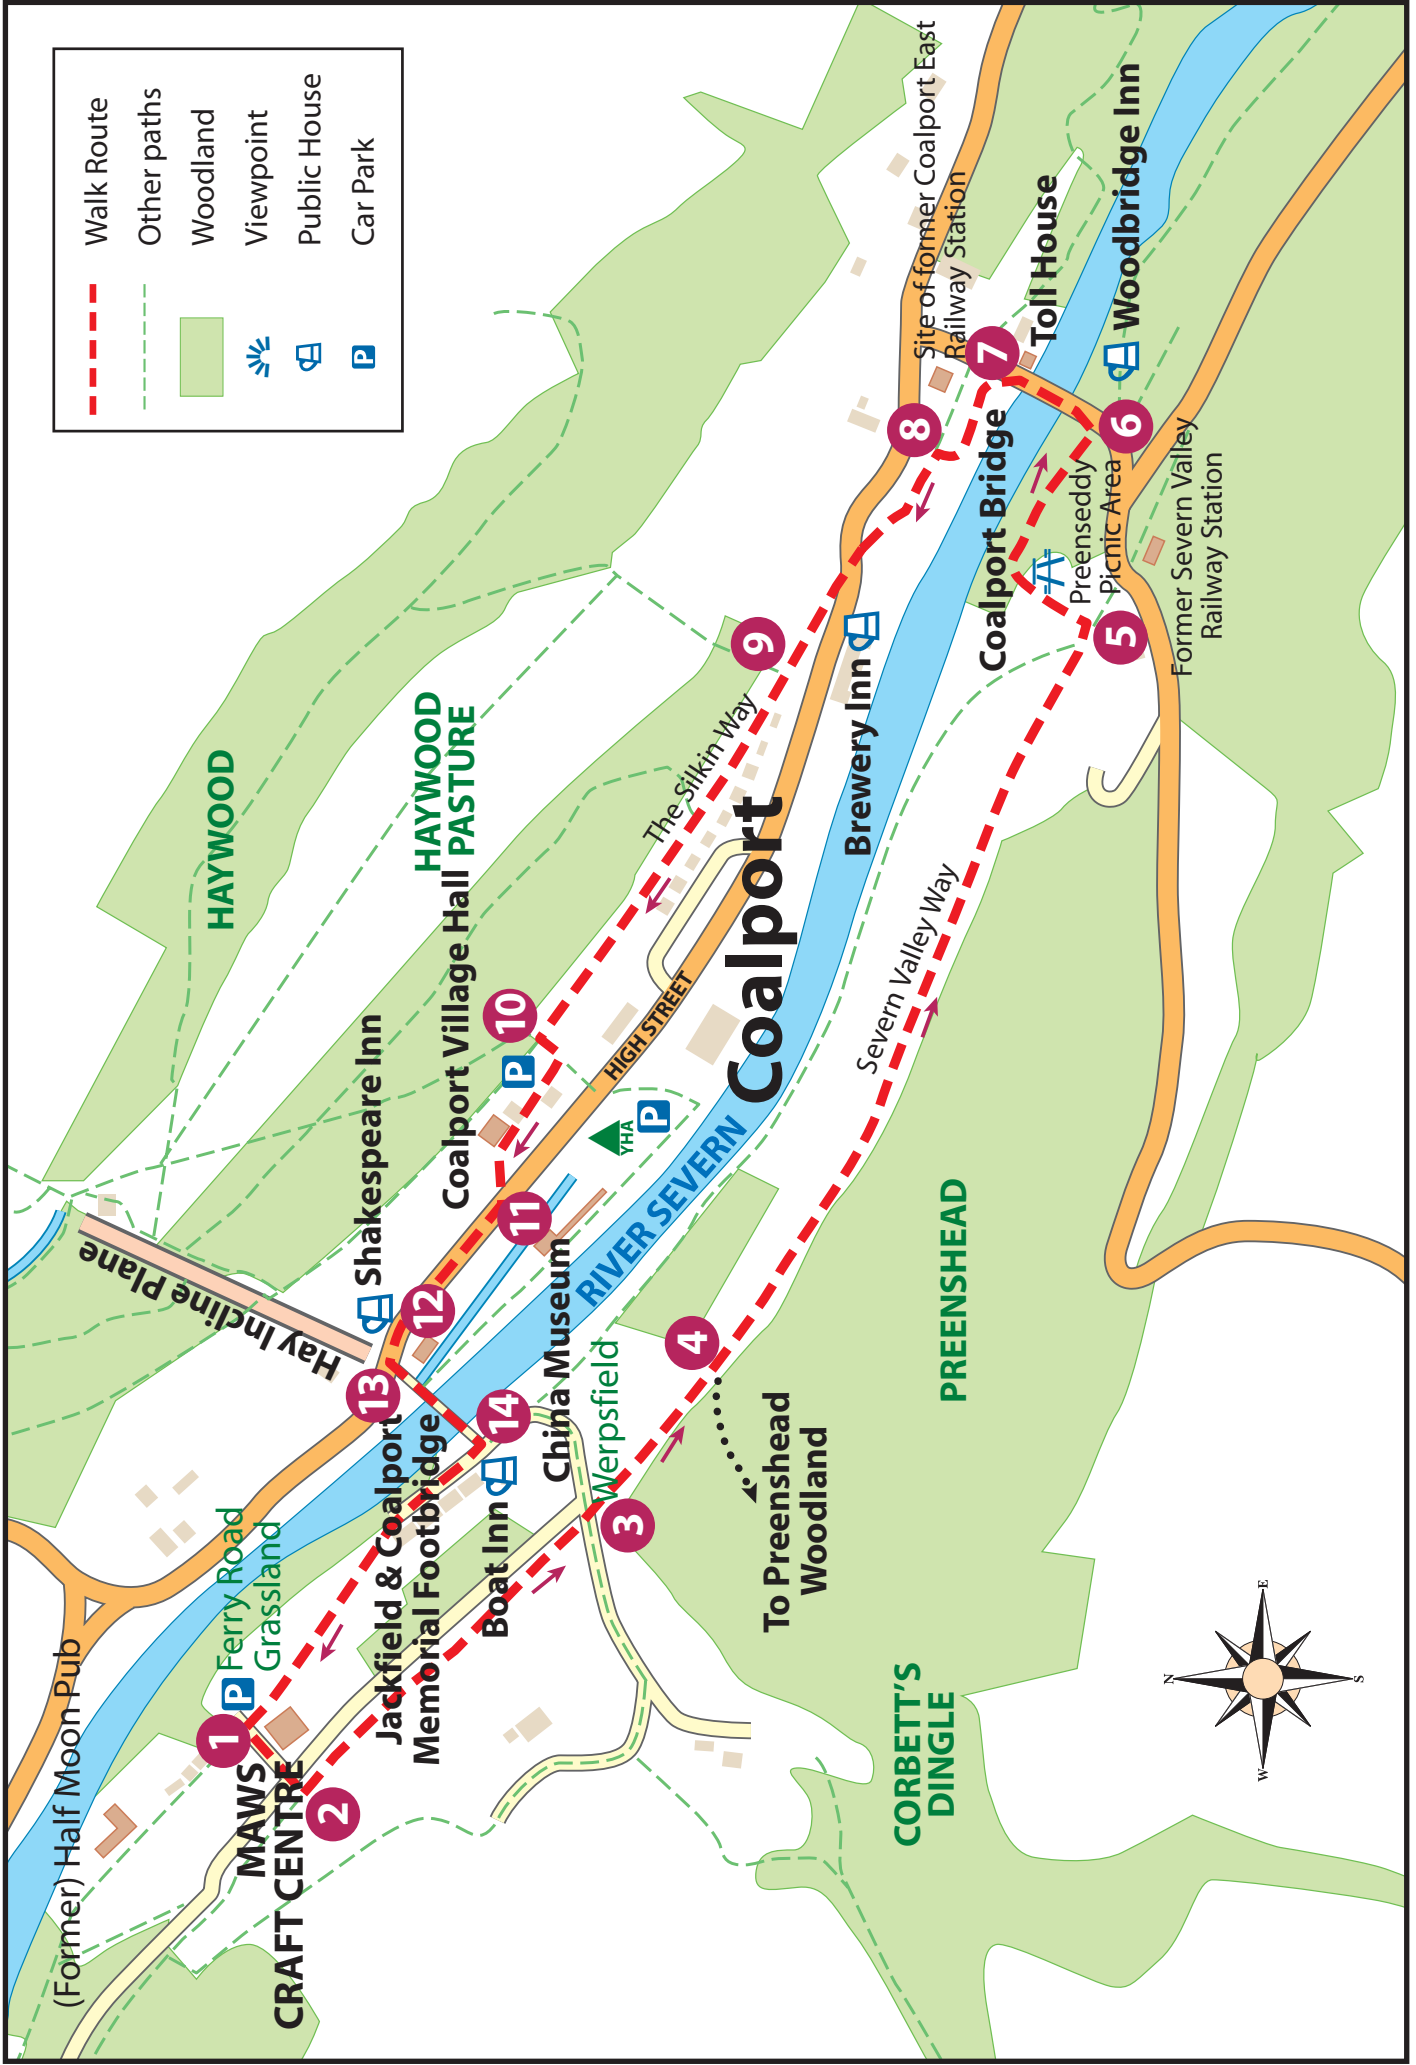 Walk Route
Other paths
Woodland
Viewpoint
Public House
P
Car Park
(Former) Half Moon Pub
Ferry Road
Grassland
P
1
MAWS
CRAFT CENTRE
2
Jackfield & Coalport
Memorial Footbridge
Boat Inn
14
13
12
Shakespeare Inn
Hay Incline Plane
HAYWOOD
HAYWOOD
PASTURE
Coalport Village Hall
P
10
11
China Museum
Werpsfield
3
4
To Preenshead
Woodland
YHA
P
HIGH STREET
RIVER SEVERN
Coalport
The Silkin Way
9
Brewery Inn
Severn Valley Way
8
Site of former Coalport East
Railway Station
7
Toll House
Coalport Bridge
Woodbridge Inn
6
Preenseddy
Picnic Area
5
Former Severn Valley
Railway Station
PREENSHEAD
CORBETT'S
DINGLE
N
E
S
W